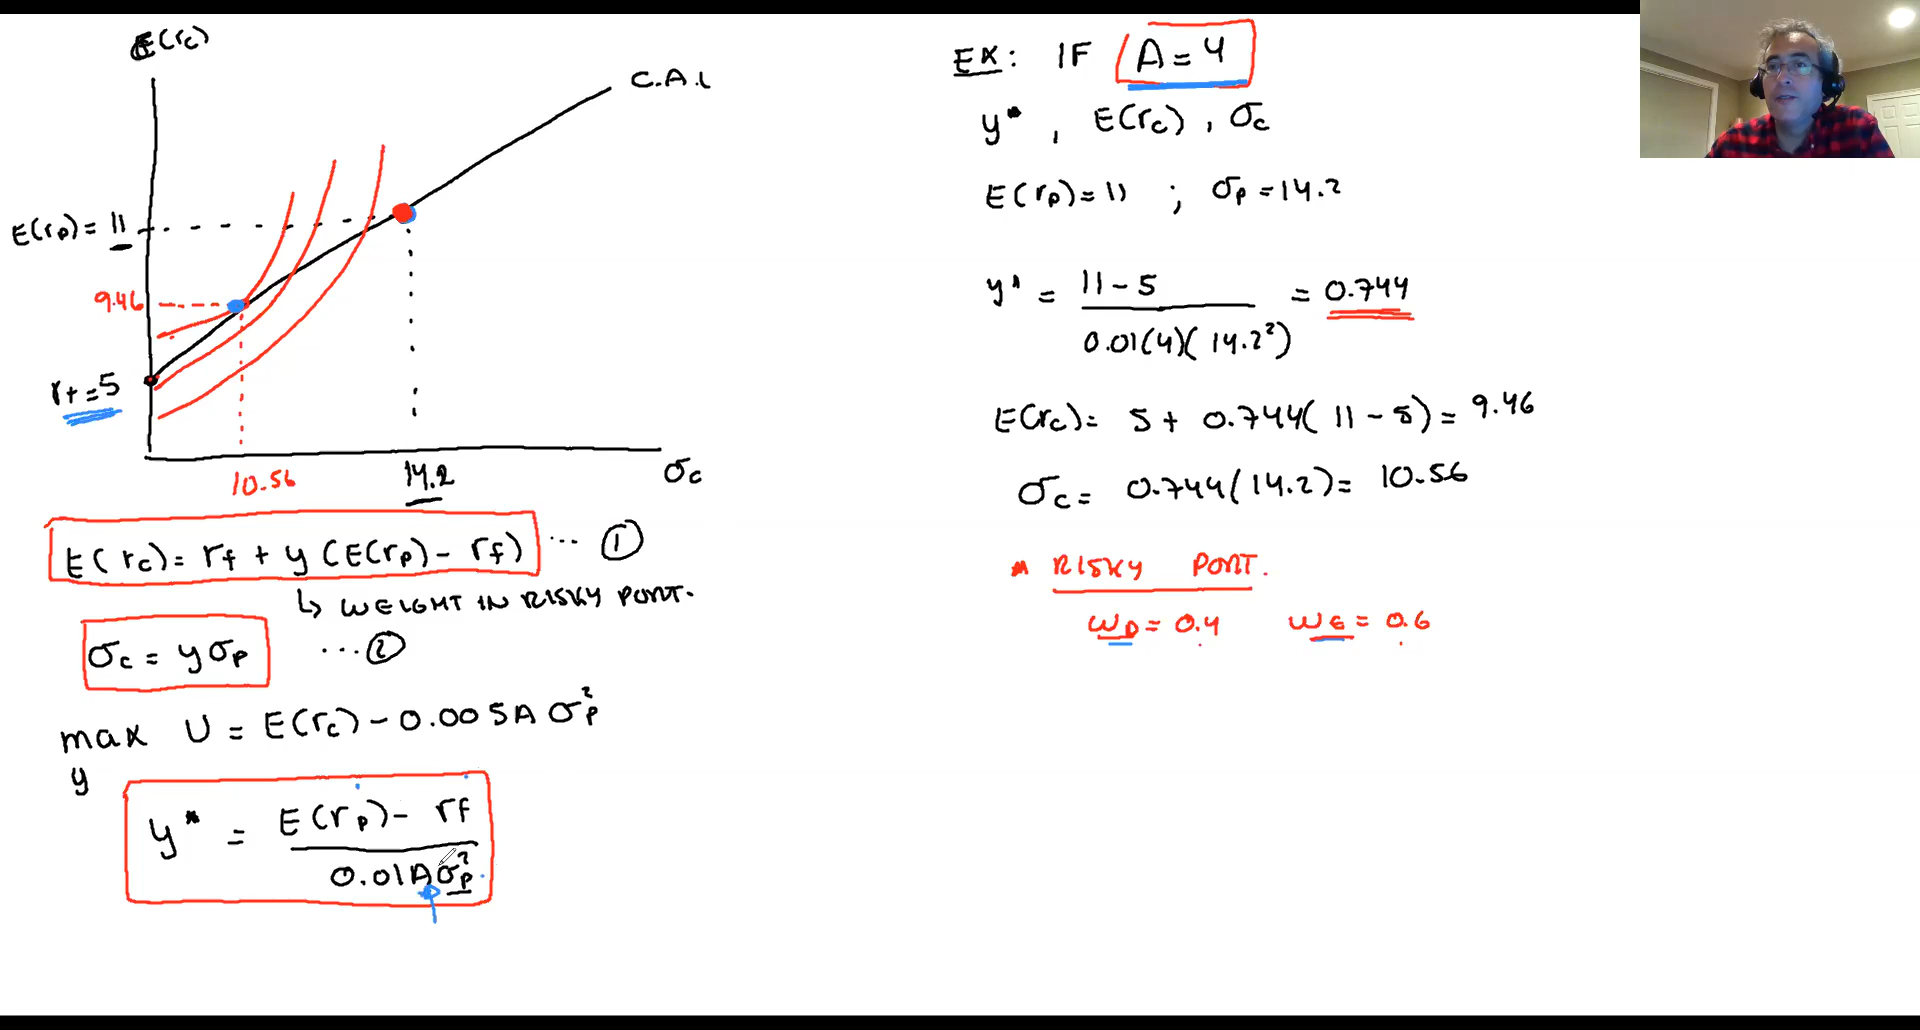 E(rc)
C.A.L
E(rp) = 11
9.46
rf = 5
10.56
14.2
σc
E(rc) = rf + y (E(rp) - rf) ... ①
↳ WEIGHT IN RISKY PORT.
σc = yσp ... ②
max U = E(rc) - 0.005A σp²
y
y* = E(rp) - rf
0.01Aσp²
EX: IF A = 4
y*, E(rc), σc
E(rp) = 11 ; σp = 14.2
y* = 11 - 5 = 0.744
0.01(4)(14.2²)
E(rc) = 5 + 0.744(11 - 5) = 9.46
σc = 0.744(14.2) = 10.56
* RISKY PORT.
WD = 0.4 WE = 0.6